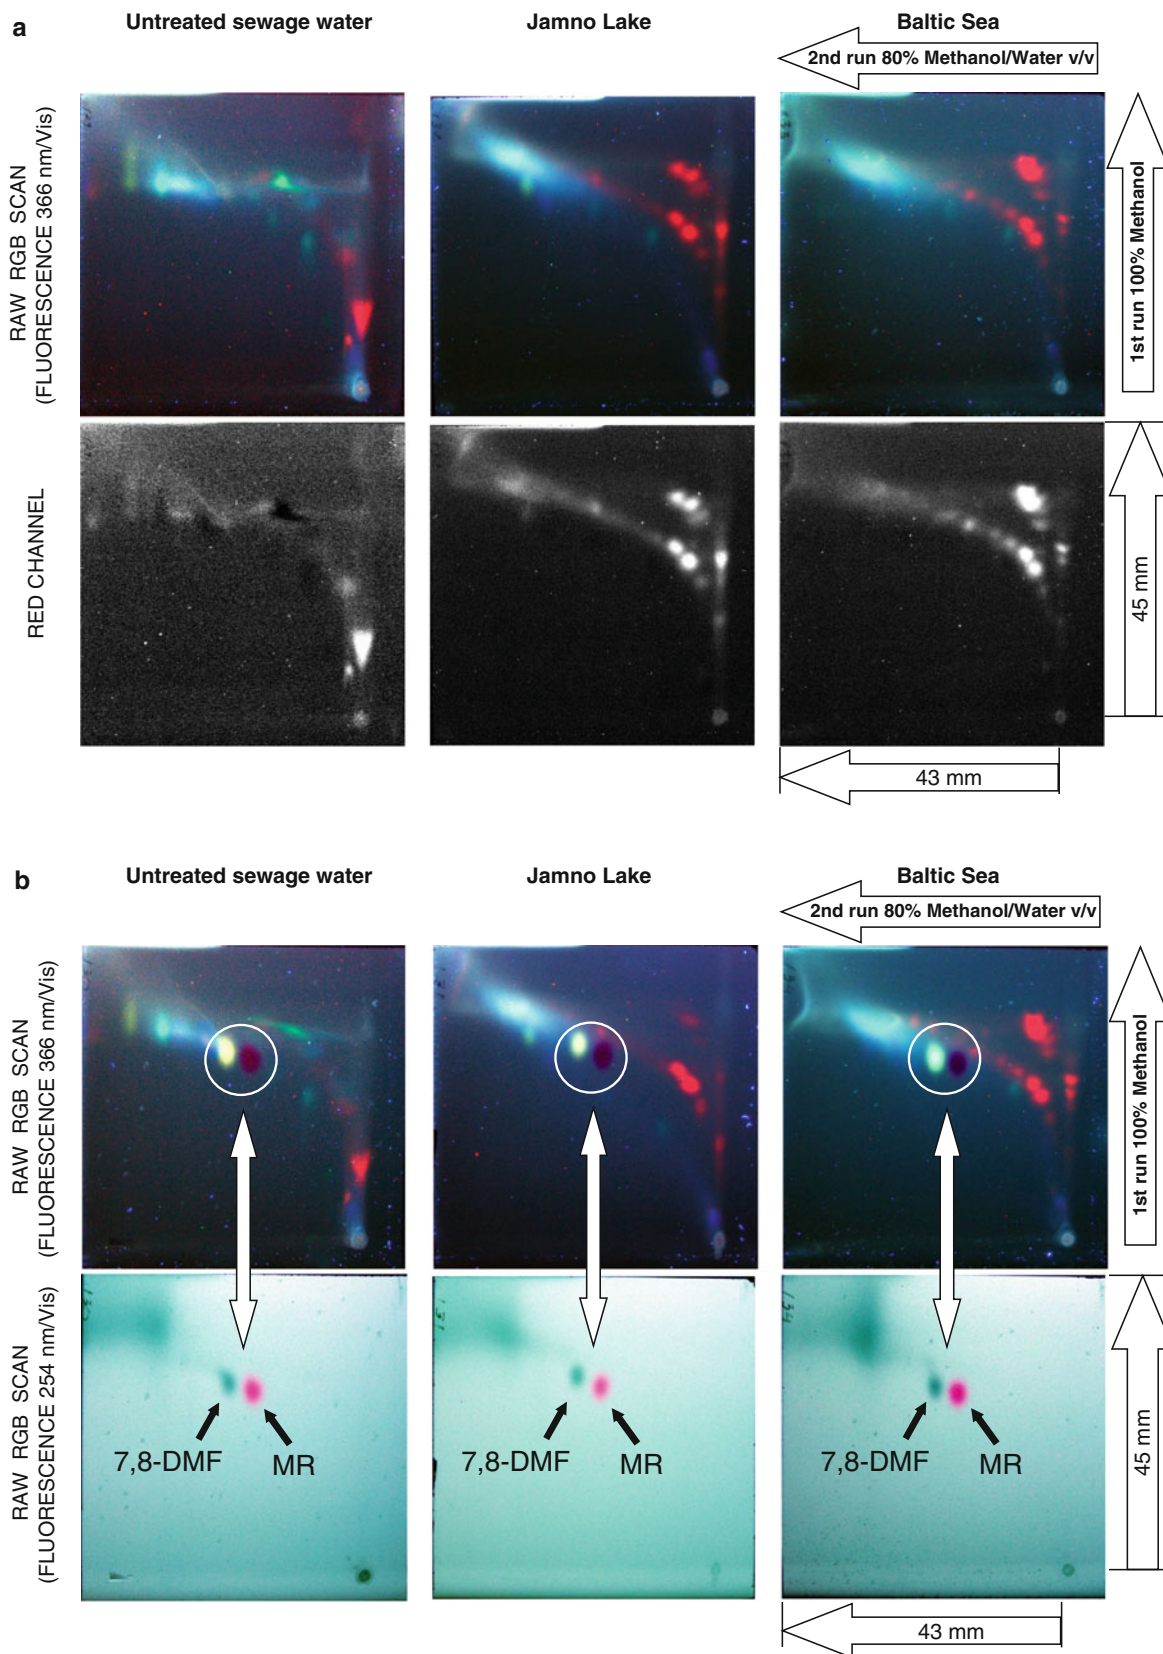 a
Untreated sewage water
Jamno Lake
Baltic Sea
2nd run 80% Methanol/Water v/v
RAW RGB SCAN
(FLUORESCENCE 366 nm/Vis)
1st run 100% Methanol
RED CHANNEL
45 mm
43 mm
b
Untreated sewage water
Jamno Lake
Baltic Sea
2nd run 80% Methanol/Water v/v
RAW RGB SCAN
(FLUORESCENCE 366 nm/Vis)
1st run 100% Methanol
RAW RGB SCAN
(FLUORESCENCE 254 nm/Vis)
7,8-DMF
MR
7,8-DMF
MR
7,8-DMF
MR
45 mm
43 mm